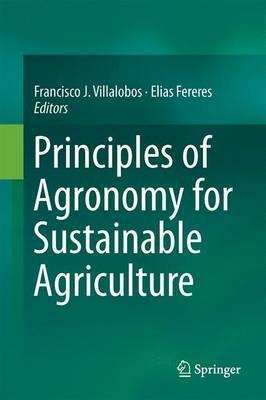 Francisco J. Villalobos · Elias Fereres
Editors
Principles of
Agronomy for
Sustainable
Agriculture
Springer